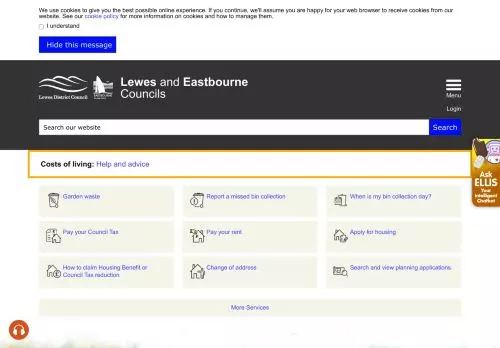 We use cookies to give you the best possible online experience. If you continue, we'll assume you are happy for your web browser to receive cookies from our
website. See our cookie policy for more information on cookies and how to manage them.
I understand
Hide this message
Lewes District Council
EASTBOURNE
Lewes and Eastbourne
Councils
Menu
Login
Search our website
Search
Costs of living: Help and advice
Ask
ELLIS
Your
Intelligent
Chatbot
Garden waste
Report a missed bin collection
When is my bin collection day?
Pay your Council Tax
Pay your rent
Apply for housing
How to claim Housing Benefit or
Council Tax reduction
Change of address
Search and view planning applications
More Services